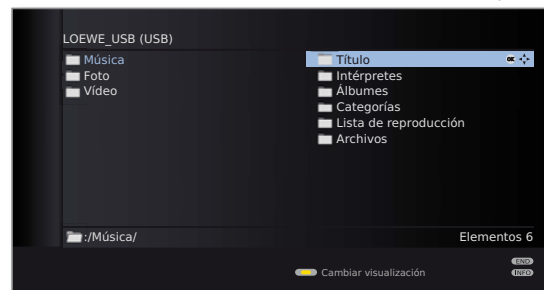 LOEWE_USB (USB)
Música
Foto
Vídeo
Título OK
Intérpretes
Álbumes
Categorías
Lista de reproducción
Archivos
:/Música/
Elementos 6
END
Cambiar visualización INFO